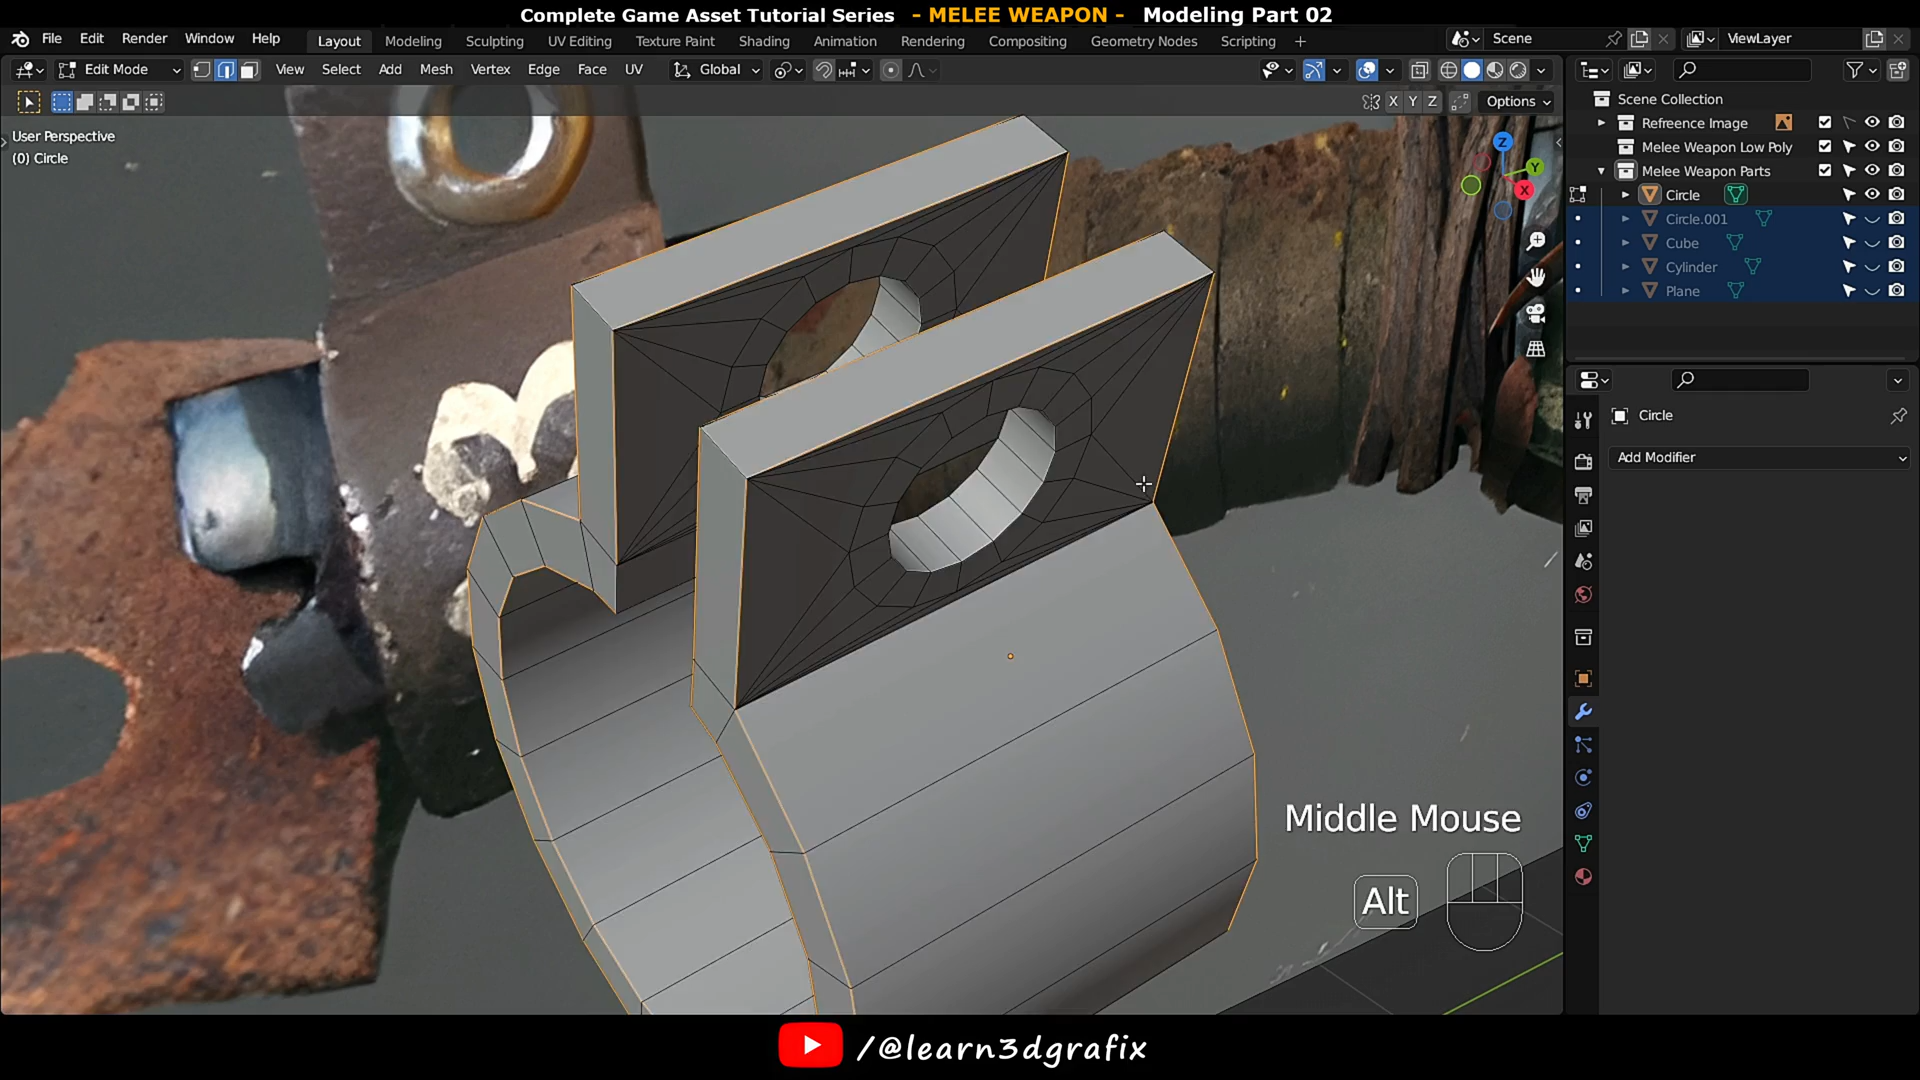 Complete Game Asset Tutorial Series - MELEE WEAPON - Modeling Part 02
File Edit Render Window Help Layout Modeling Sculpting UV Editing Texture Paint Shading Animation Rendering Compositing Geometry Nodes Scripting + Scene ViewLayer
Edit Mode View Select Add Mesh Vertex Edge Face UV Global
X Y Z Options
User Perspective
(0) Circle
Z
Y
X
Scene Collection
Refreence Image
Melee Weapon Low Poly
Melee Weapon Parts
Circle
Circle.001
Cube
Cylinder
Plane
Circle
Add Modifier
Middle Mouse
Alt
/@learn3dgrafix